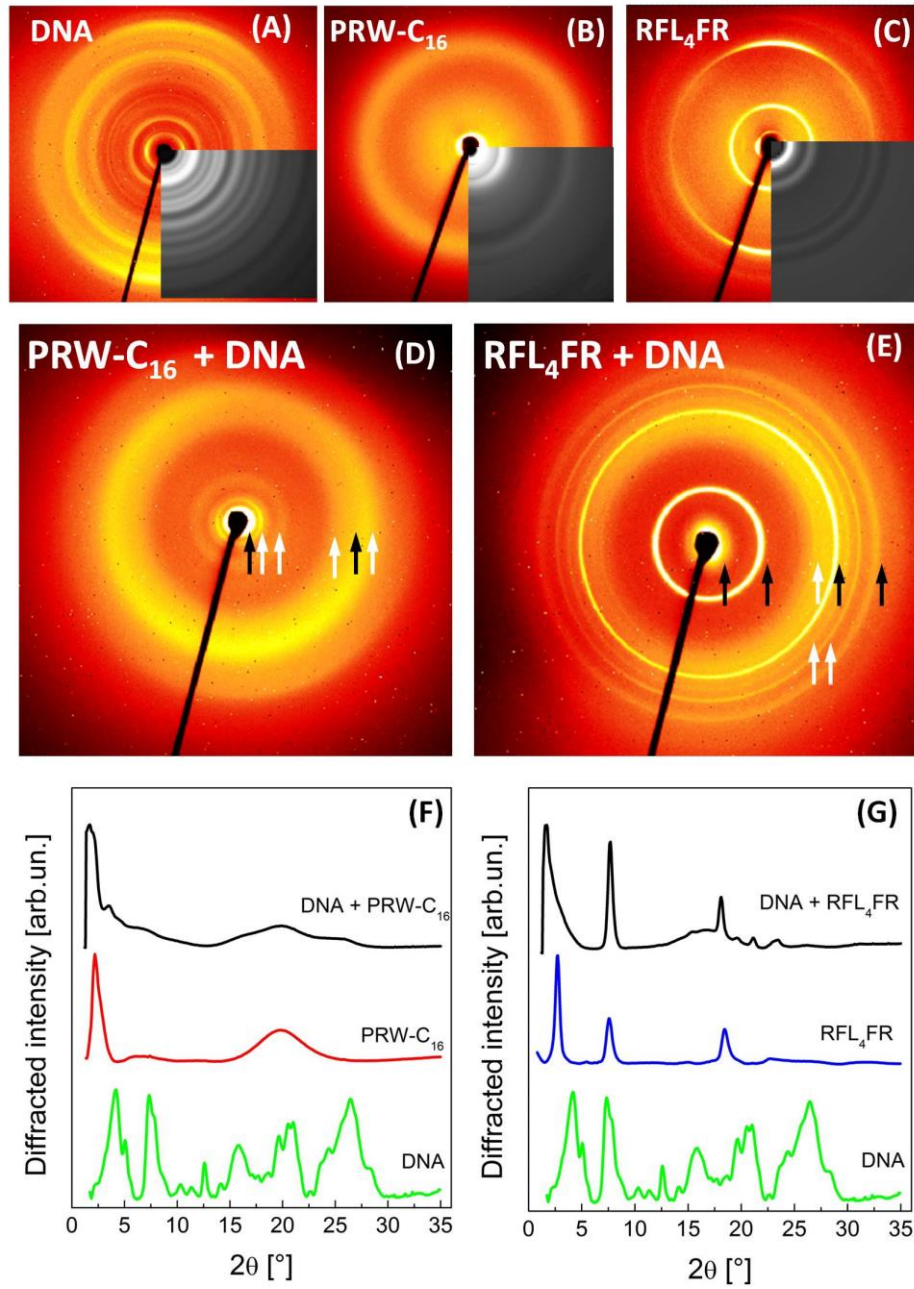 DNA (A)
PRW-C₁₆ (B)
RFL₄FR (C)
PRW-C₁₆ + DNA (D)
RFL₄FR + DNA (E)
(F)
Diffracted intensity [arb.un.]
DNA + PRW-C₁₆
PRW-C₁₆
DNA
0 5 10 15 20 25 30 35
2θ [°]
(G)
Diffracted intensity [arb.un.]
DNA + RFL₄FR
RFL₄FR
DNA
0 5 10 15 20 25 30 35
2θ [°]